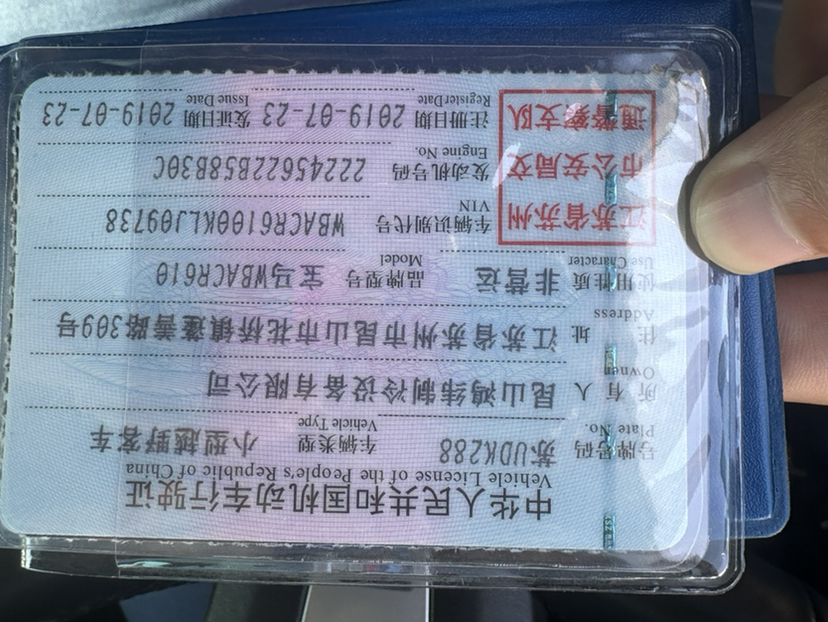 中华人民共和国机动车行驶证
Vehicle License of the People's Republic of China
号牌号码 苏UDK288 车辆类型 小型越野客车
Plate No. Vehicle Type
所有人 昆山鸿纬制冷设备有限公司
Owner
住址 江苏省苏州市昆山市花桥镇蓬善路309号
Address
使用性质 非营运 品牌型号 宝马WBACR610
Use Character Model
江苏省苏州
市公安局交
通警察支队
车辆识别代号 WBACR6100KLJ09738
VIN
发动机号码 22245622B58B30C
Engine No.
注册日期 2019-07-23 发证日期 2019-07-23
Register Date Issue Date